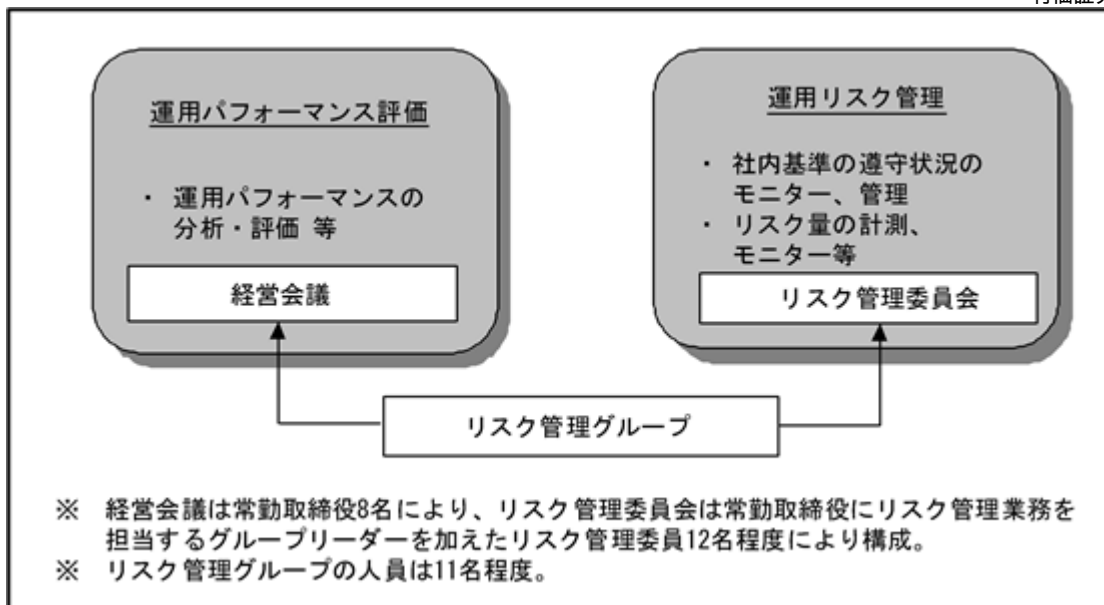 運用パフォーマンス評価
・ 運用パフォーマンスの
分析・評価 等
経営会議
運用リスク管理
・ 社内基準の遵守状況の
モニター、管理
・ リスク量の計測、
モニター等
リスク管理委員会
リスク管理グループ
※ 経営会議は常勤取締役8名により、リスク管理委員会は常勤取締役にリスク管理業務を
担当するグループリーダーを加えたリスク管理委員12名程度により構成。
※ リスク管理グループの人員は11名程度。